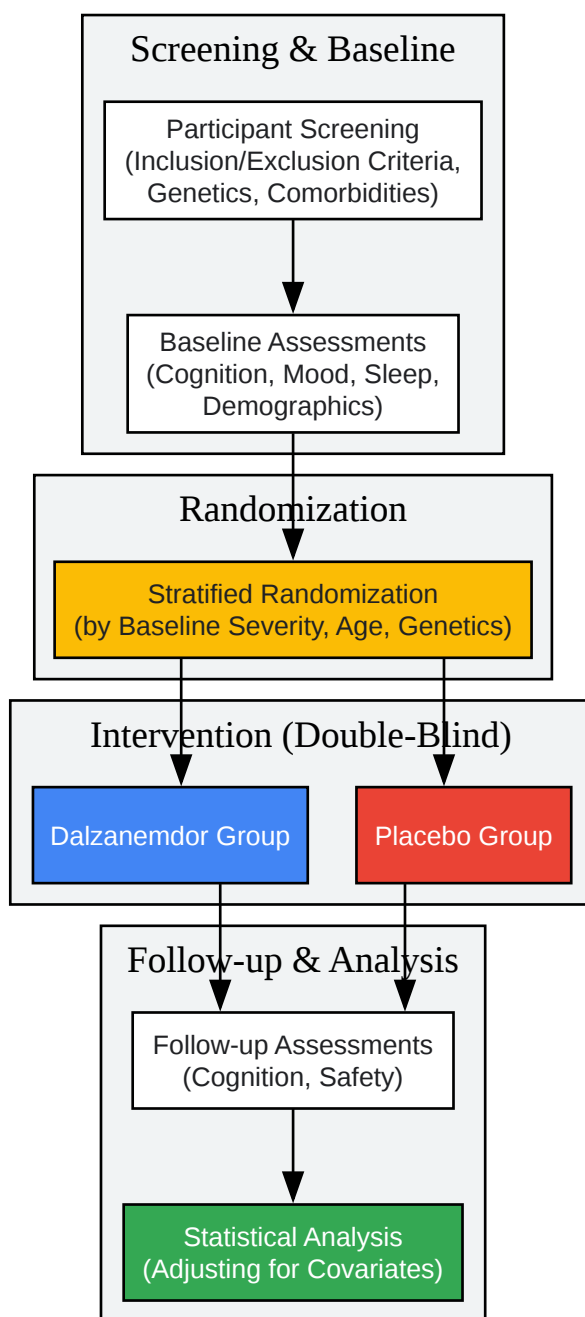 Screening & Baseline
Participant Screening
(Inclusion/Exclusion Criteria,
Genetics, Comorbidities)
Baseline Assessments
(Cognition, Mood, Sleep,
Demographics)
Randomization
Stratified Randomization
(by Baseline Severity, Age, Genetics)
Intervention (Double-Blind)
Dalzanemdor Group
Placebo Group
Follow-up & Analysis
Follow-up Assessments
(Cognition, Safety)
Statistical Analysis
(Adjusting for Covariates)